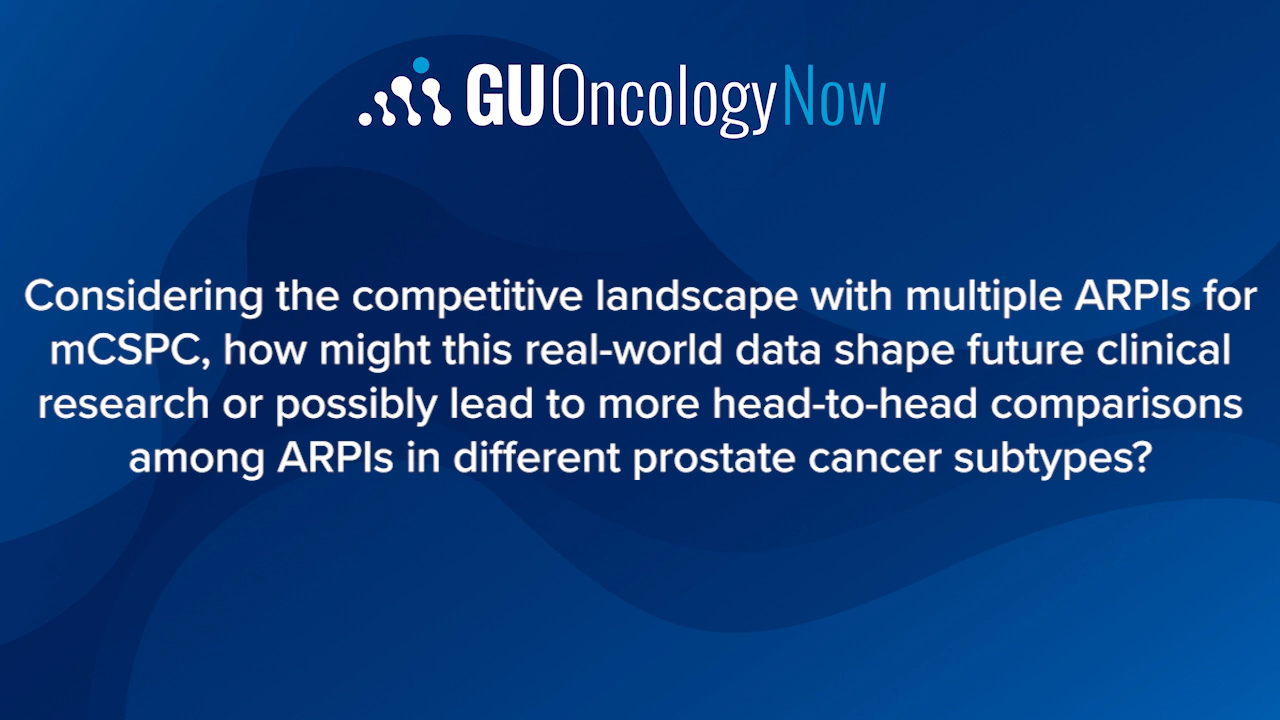 GUOncologyNow
Considering the competitive landscape with multiple ARPIs for
mCSPC, how might this real-world data shape future clinical
research or possibly lead to more head-to-head comparisons
among ARPIs in different prostate cancer subtypes?